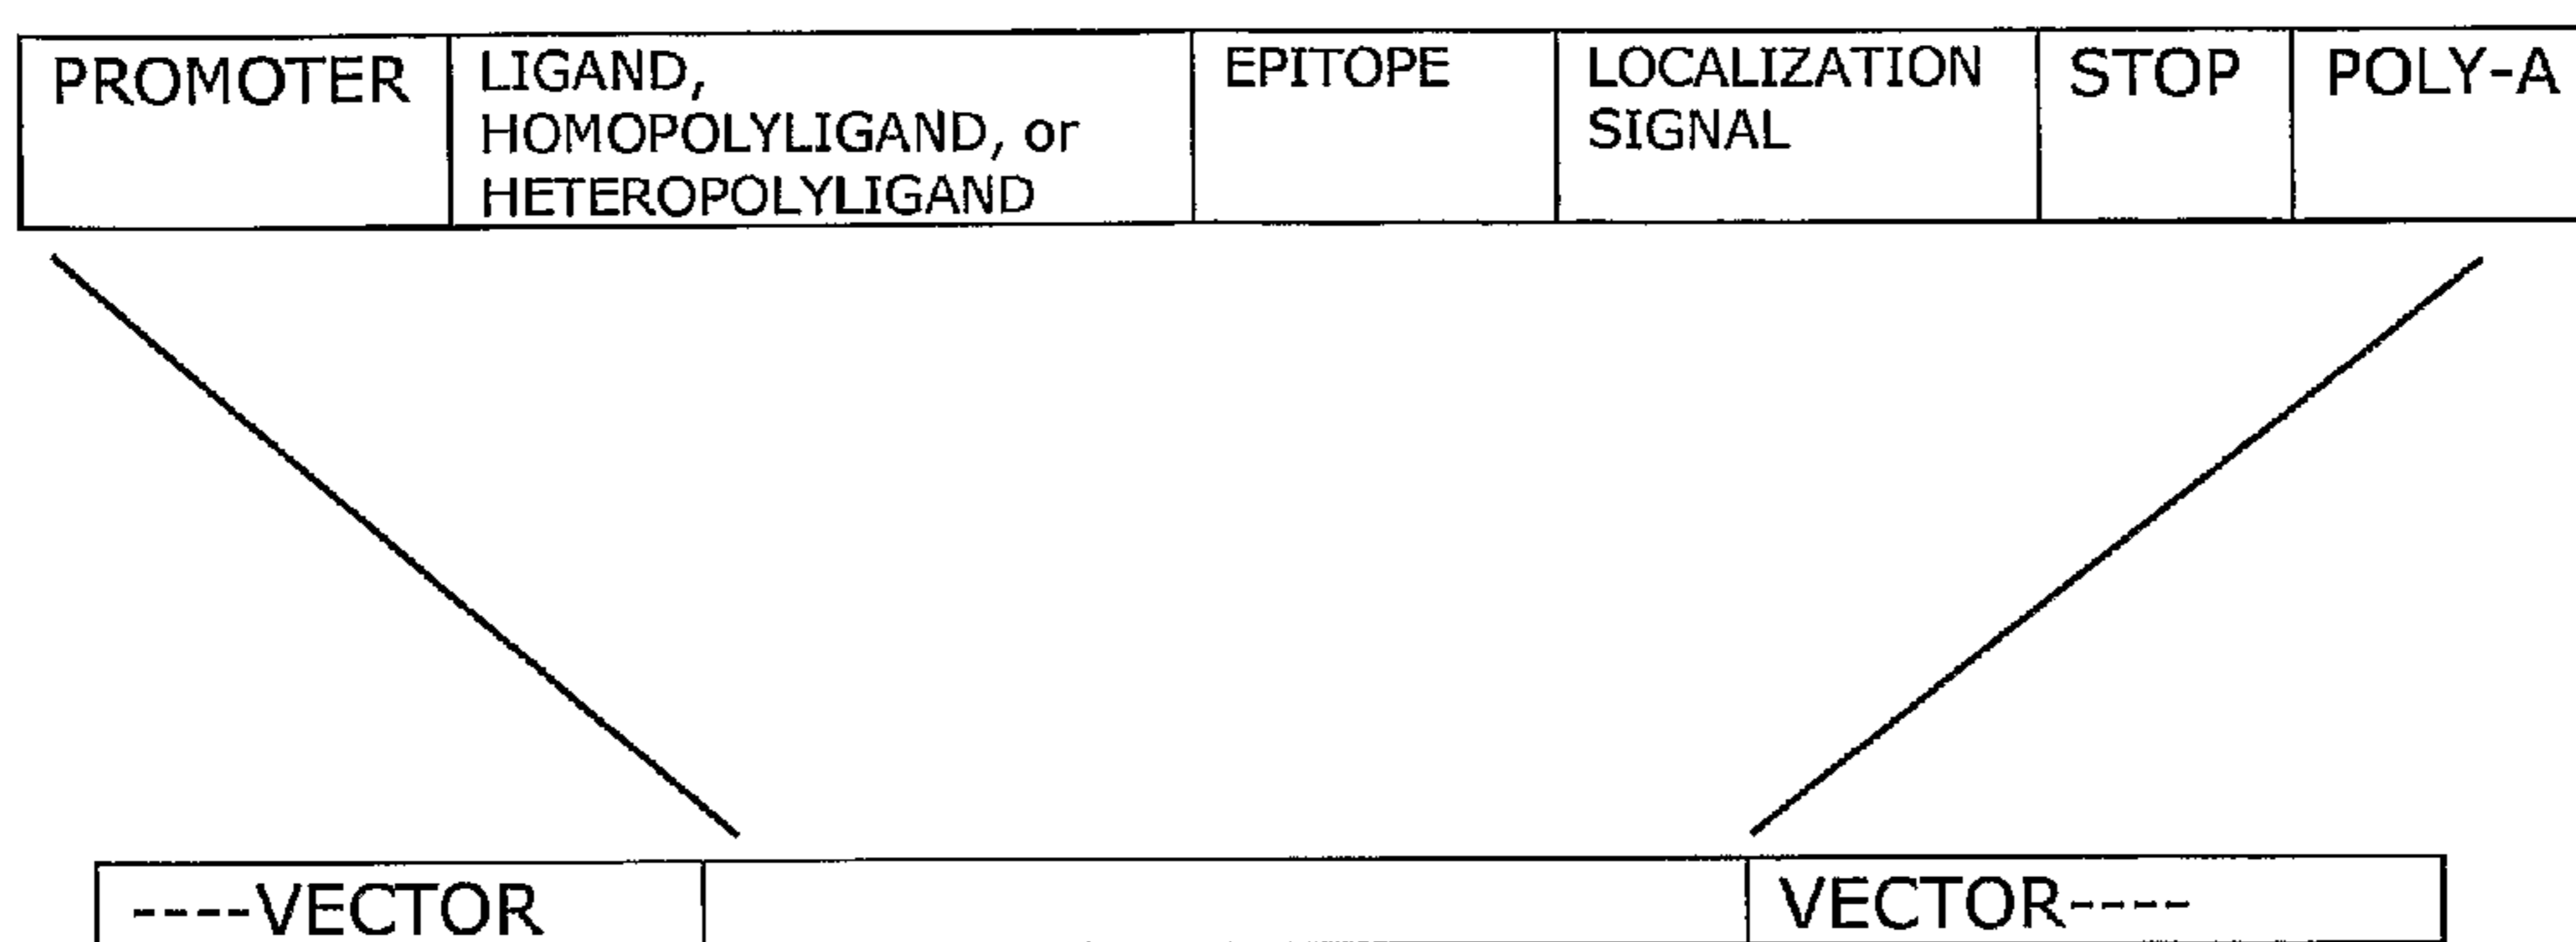 PROMOTER
LIGAND,
HOMOPOLYLIGAND, or
HETEROPOLYLIGAND
EPITOPE
LOCALIZATION
SIGNAL
STOP
POLY-A
----VECTOR
VECTOR----